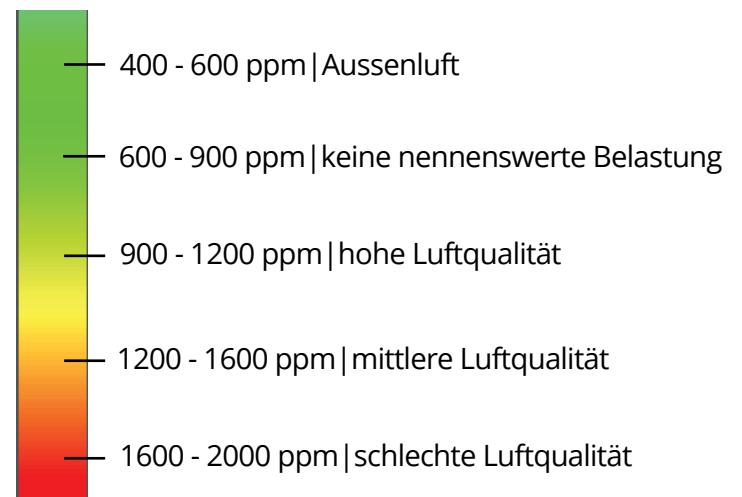 400 - 600 ppm|Aussenluft
600 - 900 ppm|keine nennenswerte Belastung
900 - 1200 ppm|hohe Luftqualität
1200 - 1600 ppm|mittlere Luftqualität
1600 - 2000 ppm|schlechte Luftqualität